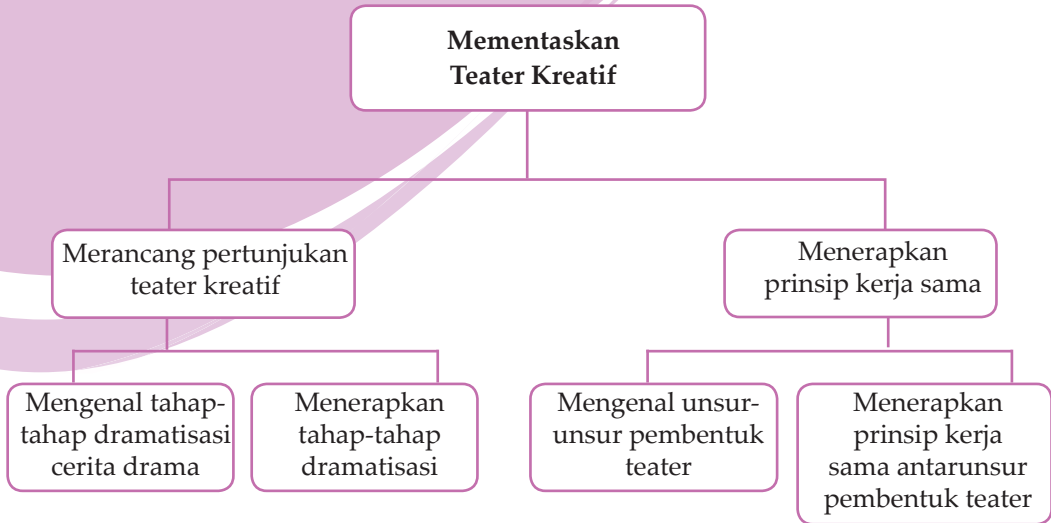 Mementaskan
Teater Kreatif
Merancang pertunjukan
teater kreatif
Menerapkan
prinsip kerja sama
Mengenal tahap-
tahap dramatisasi
cerita drama
Menerapkan
tahap-tahap
dramatisasi
Mengenal unsur-
unsur pembentuk
teater
Menerapkan
prinsip kerja
sama antarunsur
pembentuk teater